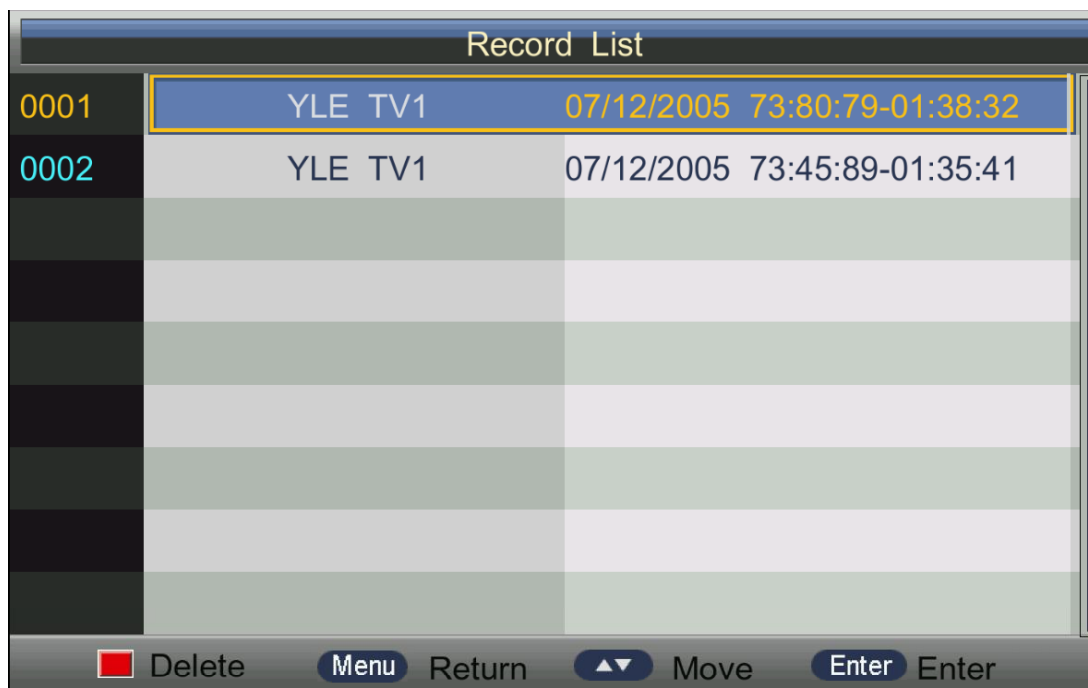 Record List
0001 YLE TV1 07/12/2005 73:80:79-01:38:32
0002 YLE TV1 07/12/2005 73:45:89-01:35:41
Delete Menu Return Move Enter Enter